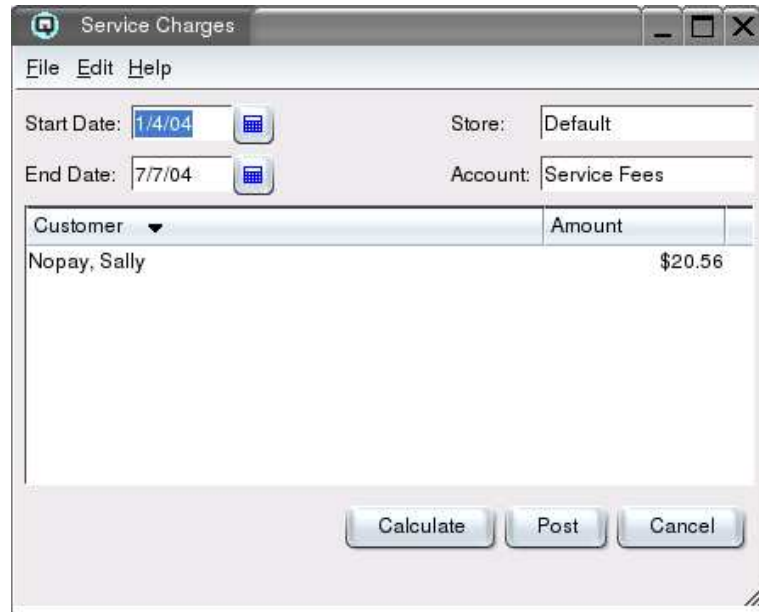 Service Charges
File Edit Help
Start Date: 1/4/04 Store: Default
End Date: 7/7/04 Account: Service Fees
Customer Amount
Nopay, Sally $20.56
Calculate Post Cancel